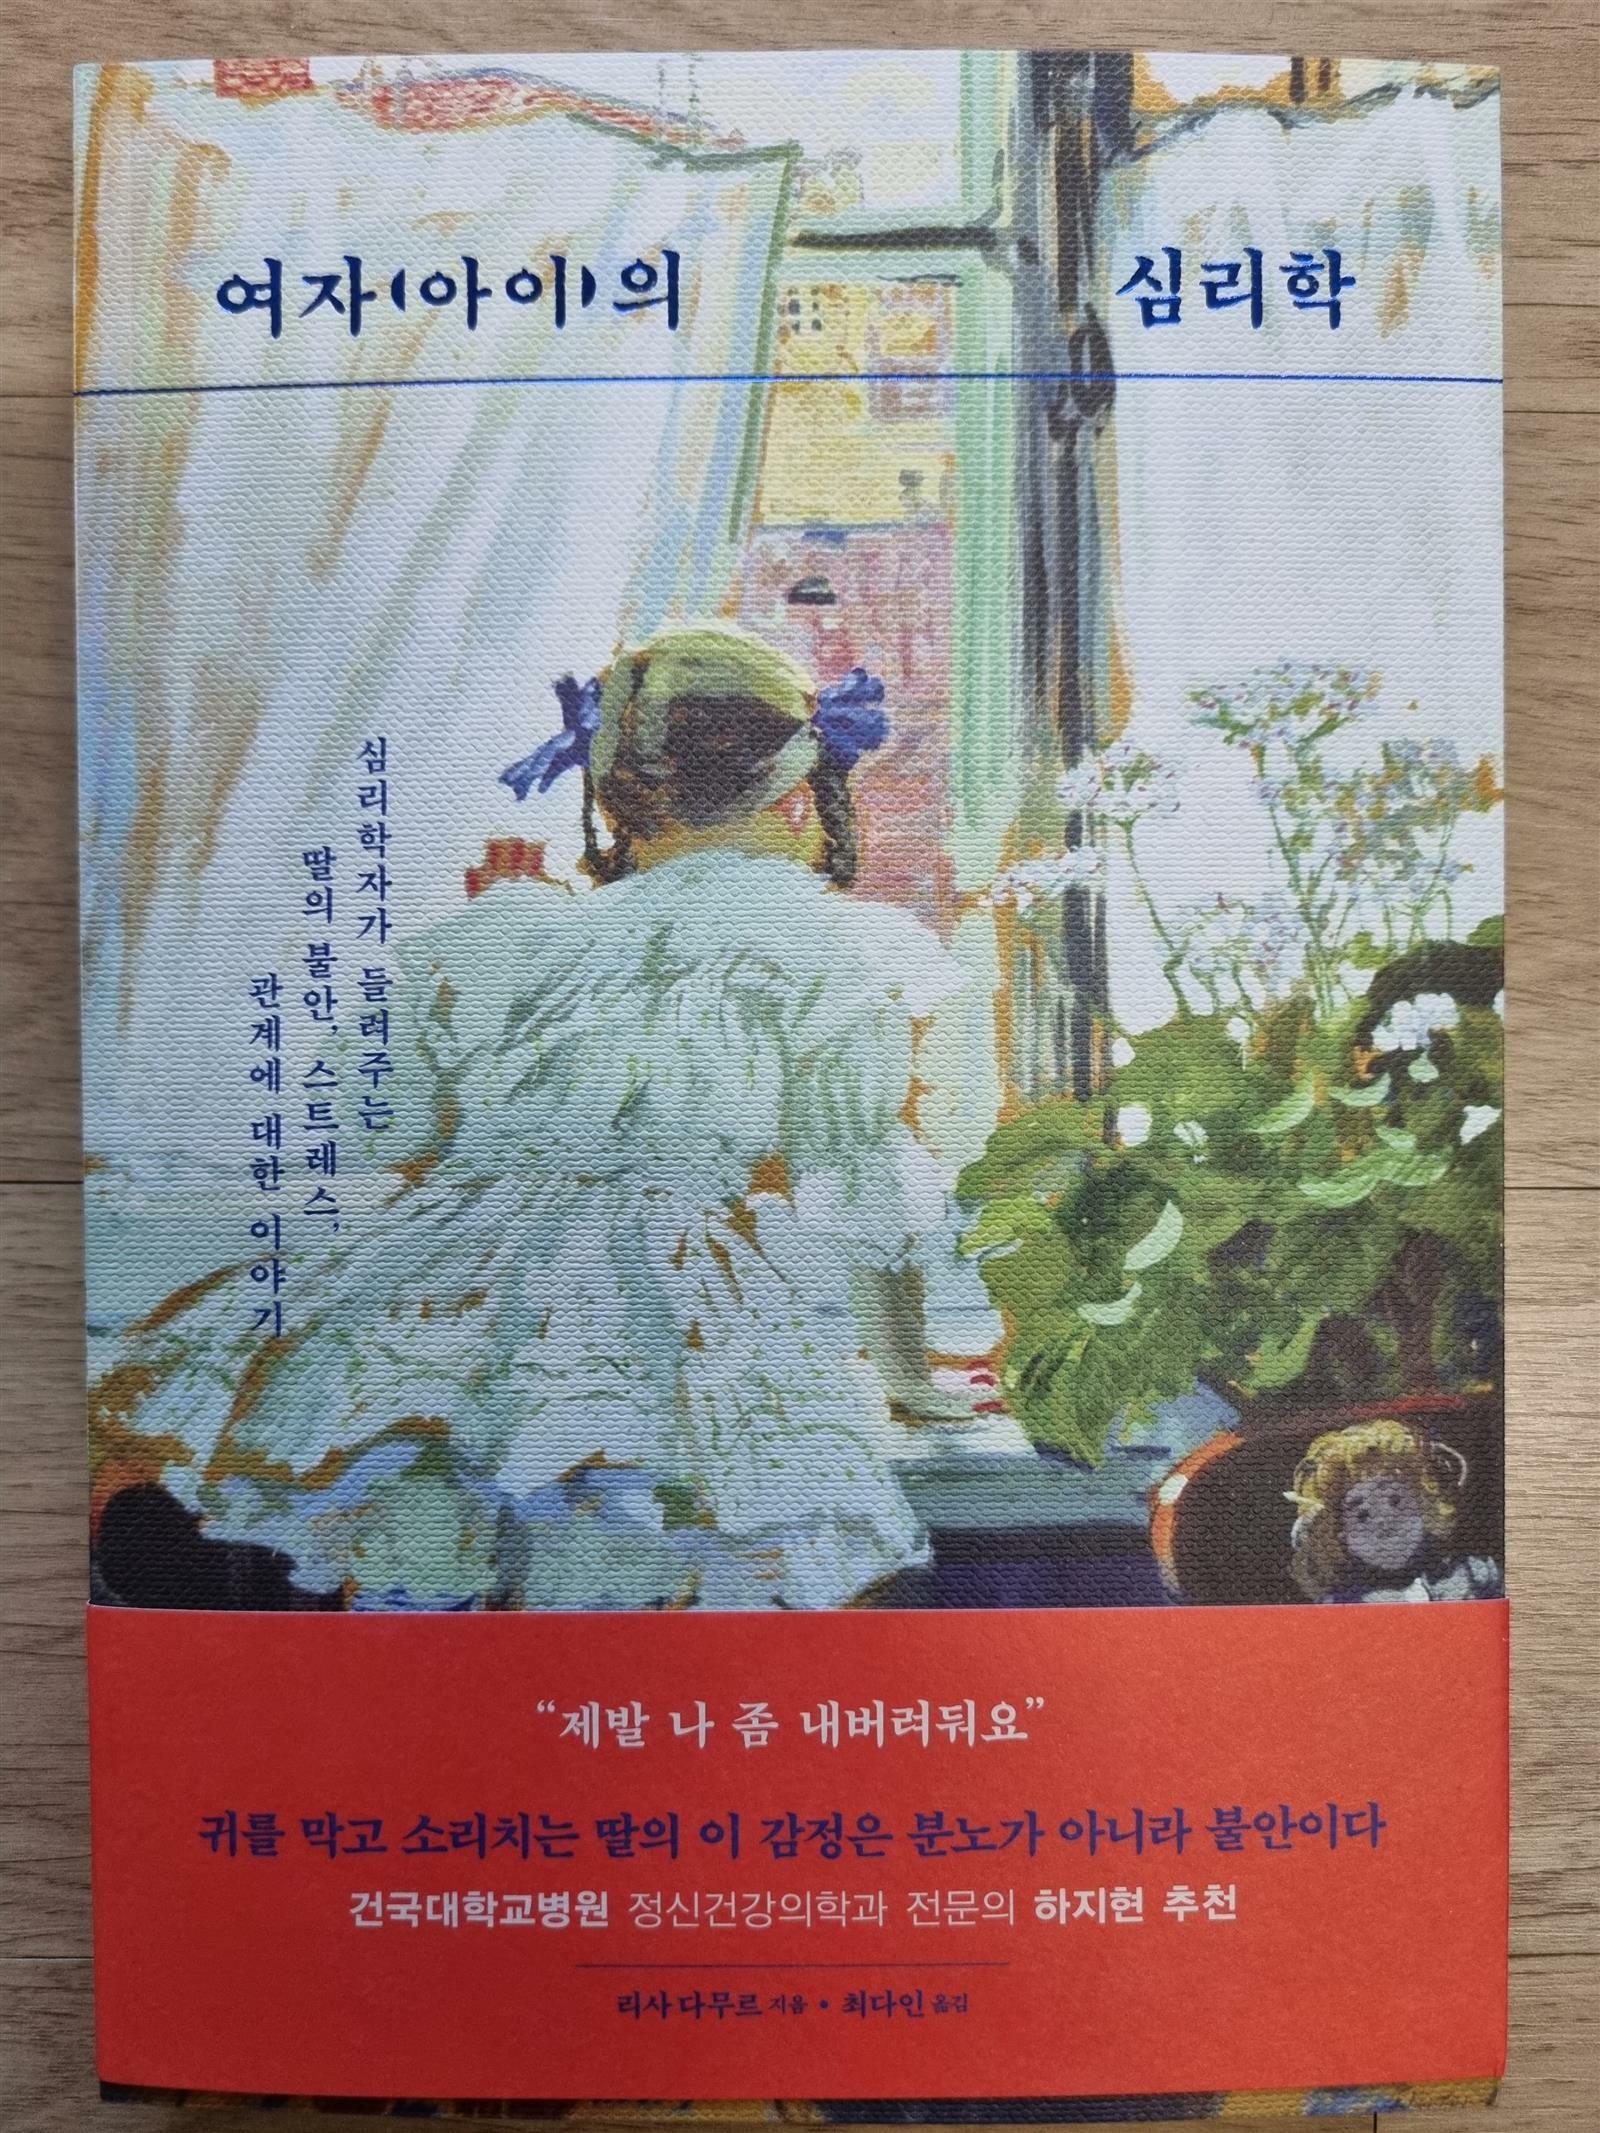 여자(아이)의 심리학
심리학자가 들려주는
딸의 불안, 스트레스,
관계에 대한 이야기
“제발 나 좀 내버려둬요”
귀를 막고 소리치는 딸의 이 감정은 분노가 아니라 불안이다
건국대학교병원 정신건강의학과 전문의 하지현 추천
리사 다무르 지음 • 최다인 옮김